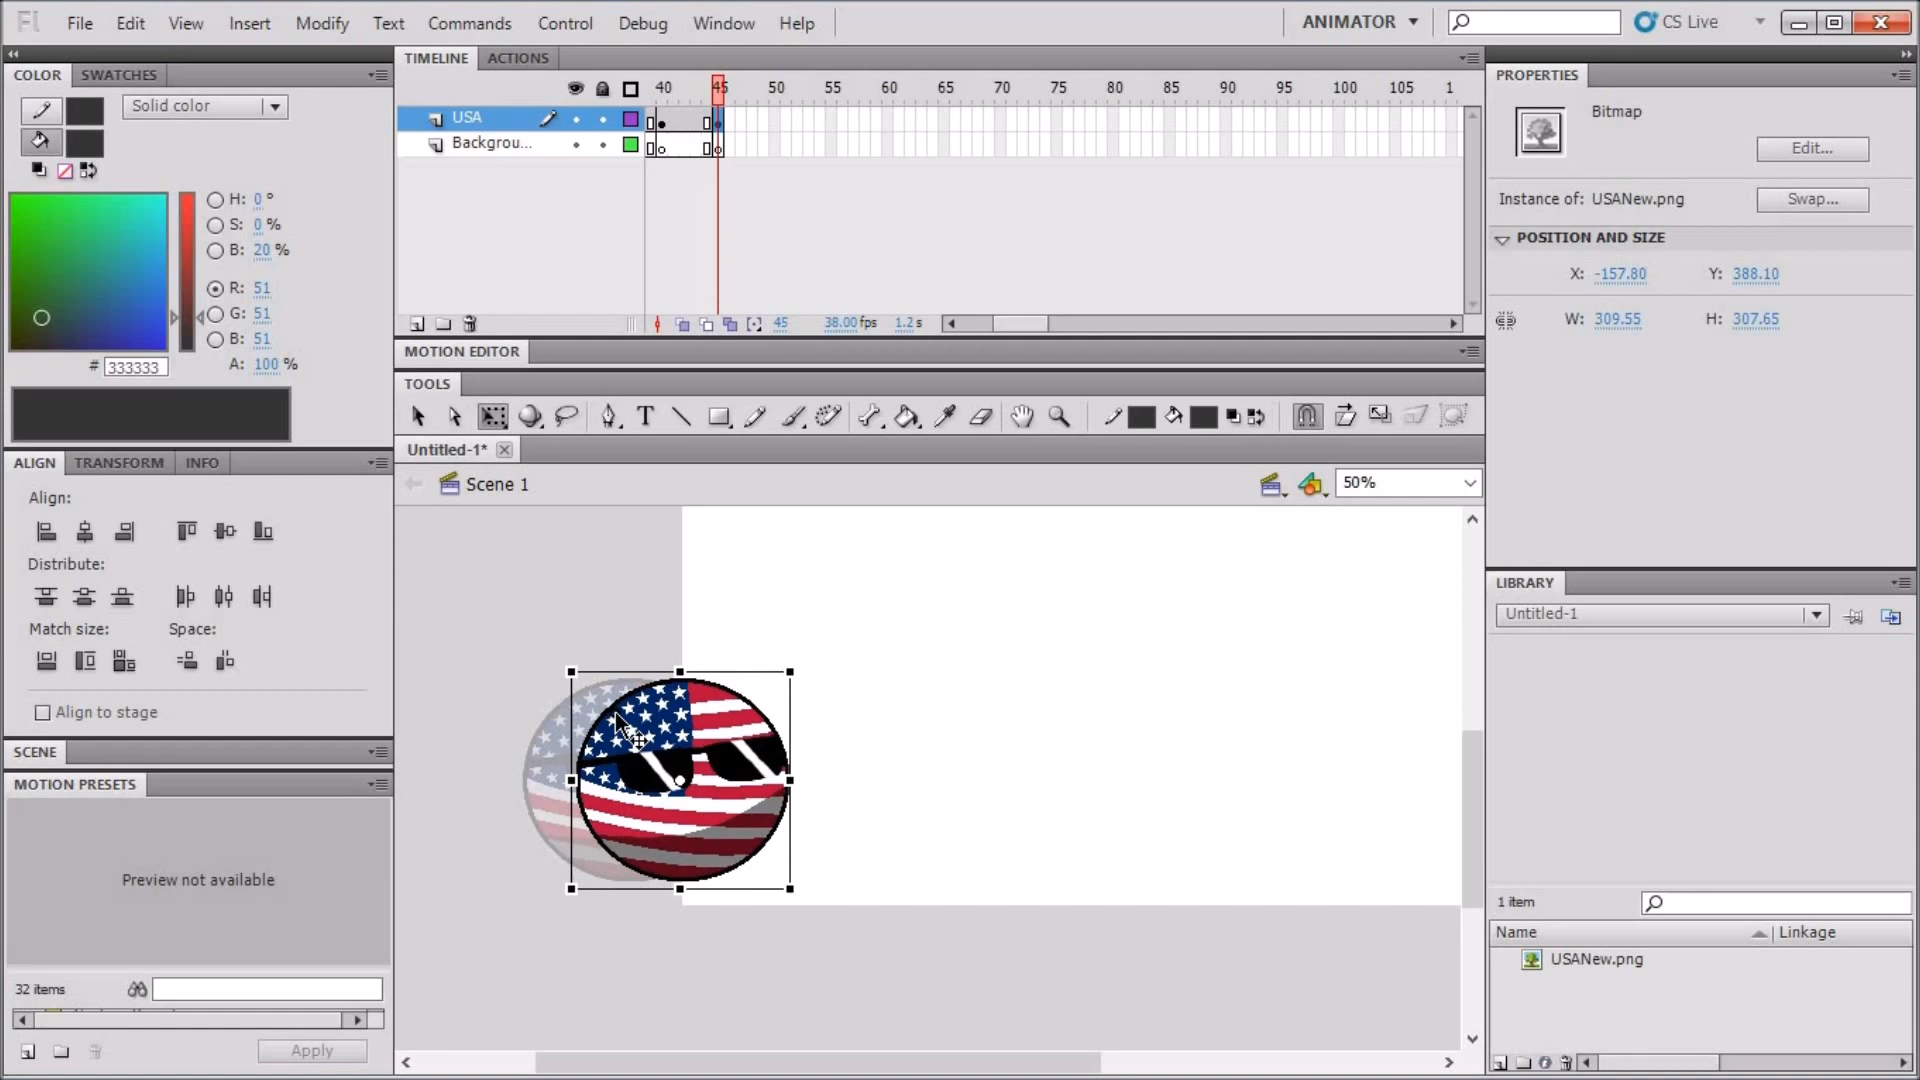 Fl File Edit View Insert Modify Text Commands Control Debug Window Help ANIMATOR CS Live
COLOR SWATCHES
Solid color
H: 0 °
S: 0 %
B: 20 %
R: 51
G: 51
B: 51
# 333333 A: 100 %
ALIGN TRANSFORM INFO
Align:
Distribute:
Match size: Space:
Align to stage
SCENE
MOTION PRESETS
Preview not available
32 items
Apply
TIMELINE ACTIONS
40 45 50 55 60 65 70 75 80 85 90 95 100 105 1
USA
Backgrou...
45 38.00 fps 1.2 s
MOTION EDITOR
TOOLS
T
Untitled-1*
Scene 1 50%
PROPERTIES
Bitmap
Edit...
Instance of: USANew.png Swap...
POSITION AND SIZE
X: -157.80 Y: 388.10
W: 309.55 H: 307.65
LIBRARY
Untitled-1
1 item
Name Linkage
USANew.png